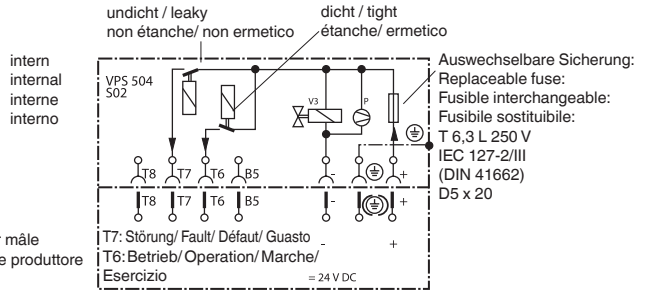 undicht / leaky
non étanche/ non ermetico
dicht / tight
étanche/ ermetico
intern
internal
interne
interno
VPS 504
S02
V3
P
Auswechselbare Sicherung:
Replaceable fuse:
Fusible interchangeable:
Fusibile sostituibile:
T 6,3 L 250 V
IEC 127-2/III
(DIN 41662)
D5 x 20
T8 T7 T6 B5 - +
T8 T7 T6 B5 - +
mâle
produttore
T7: Störung/ Fault/ Défaut/ Guasto - +
T6: Betrieb/ Operation/ Marche/
Esercizio = 24 V DC